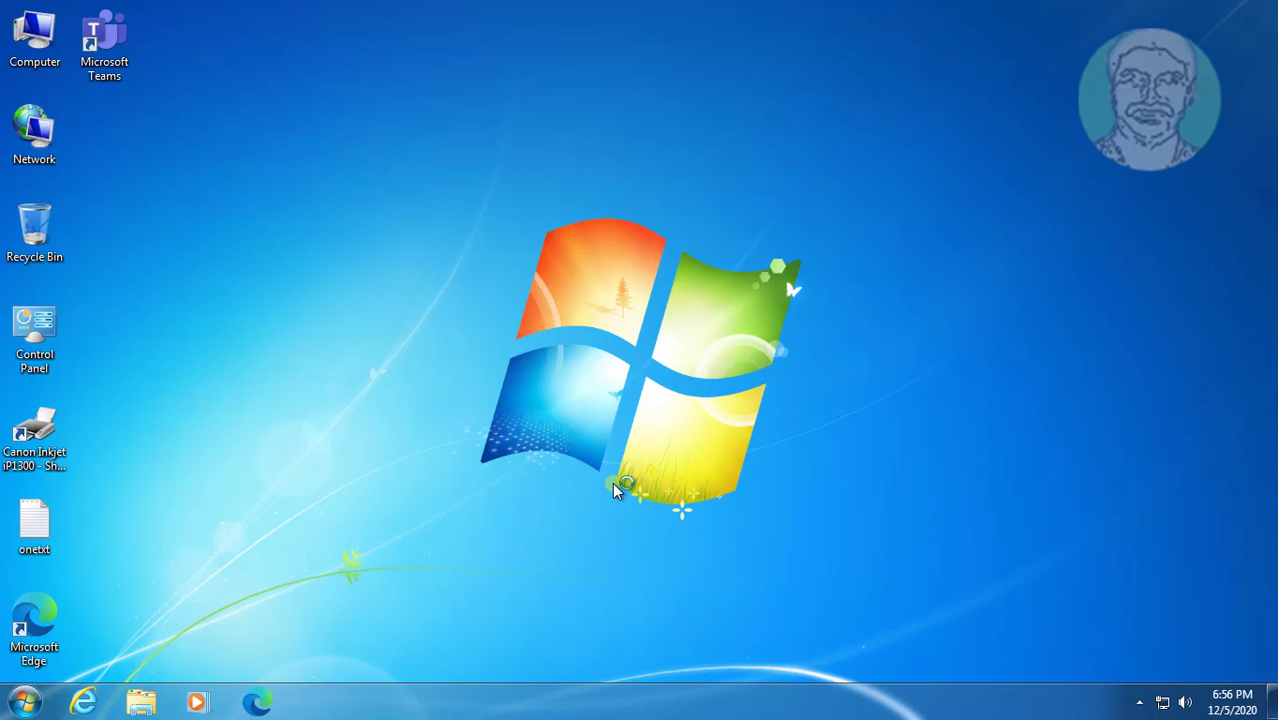 Computer
Microsoft
Teams
Network
Recycle Bin
Control
Panel
Canon Inkjet
iP1300 - Sh...
onetxt
Microsoft
Edge
6:56 PM
12/5/2020